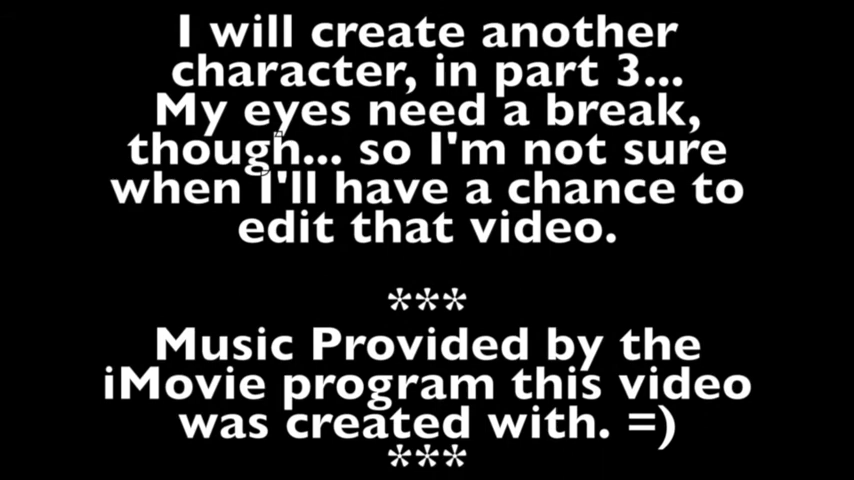 I will create another
character, in part 3...
My eyes need a break,
though... so I'm not sure
when I'll have a chance to
edit that video.
***
Music Provided by the
iMovie program this video
was created with. =)
***